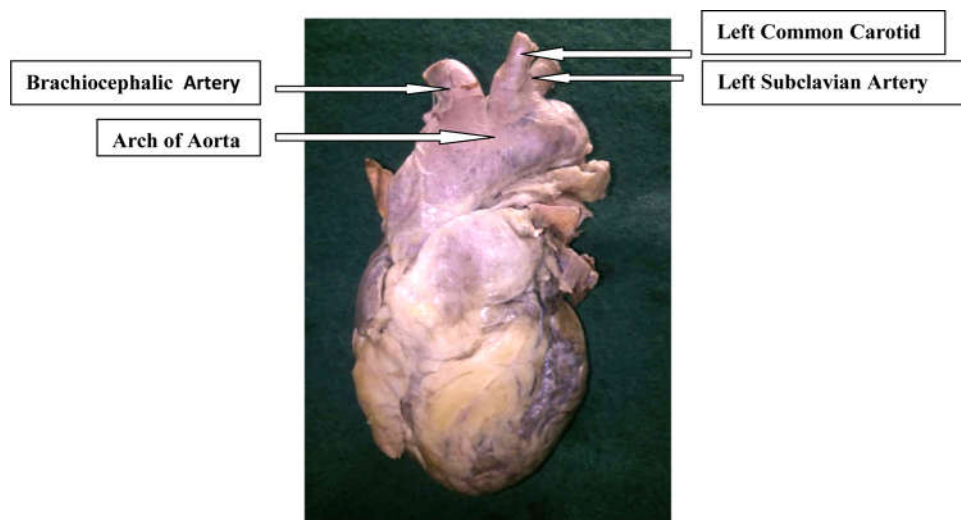 Left Common Carotid
Brachiocephalic Artery
Left Subclavian Artery
Arch of Aorta